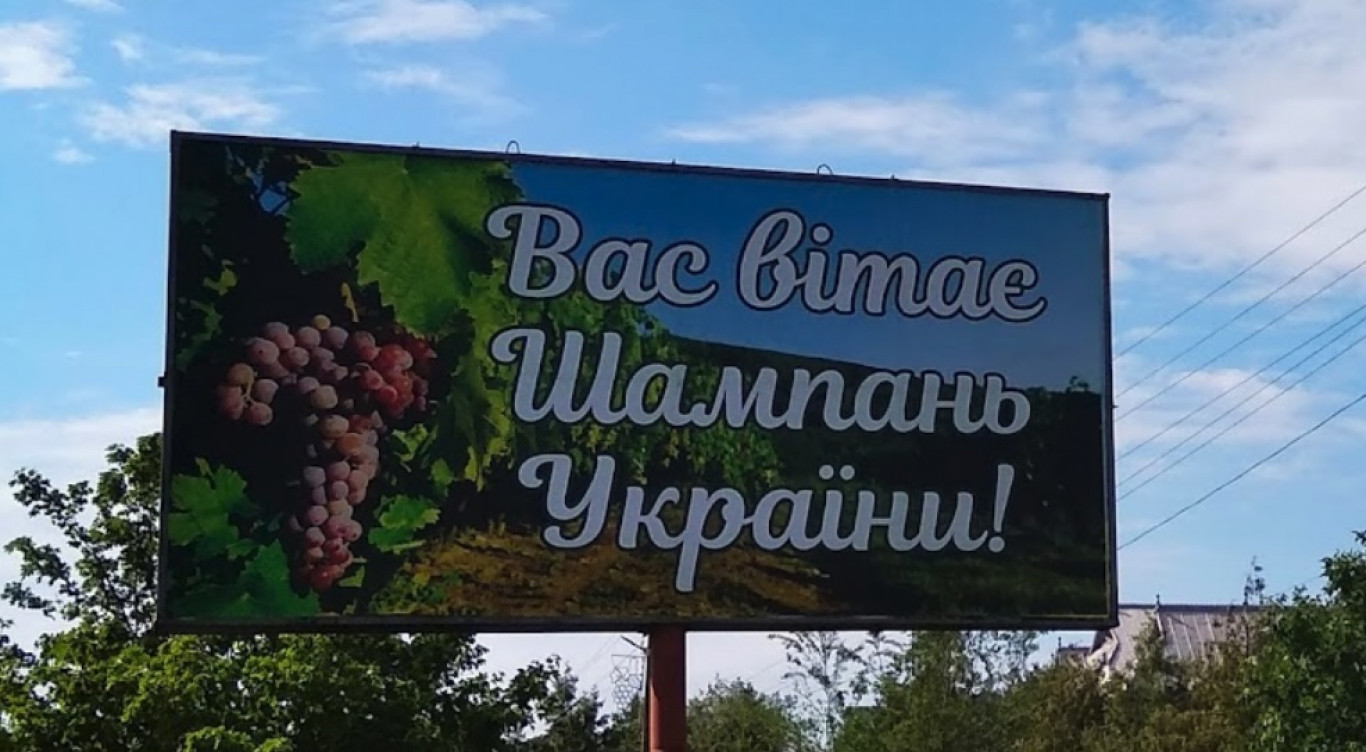 Вас вітає
Шампань
України!